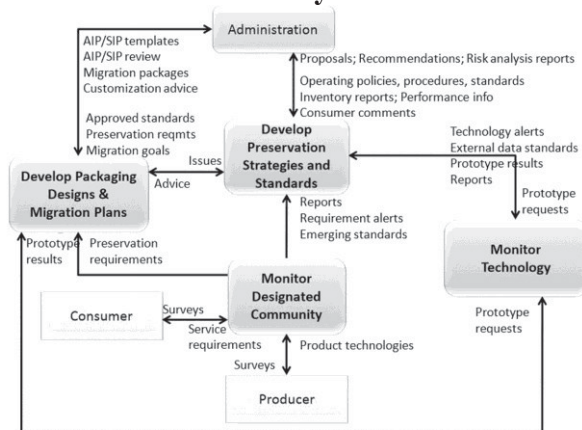 Administration
AIP/SIP templates
AIP/SIP review
Migration packages
Customization advice
Proposals; Recommendations; Risk analysis reports
Operating policies, procedures, standards
Inventory reports; Performance info
Consumer comments
Approved standards
Preservation reqmts
Migration goals
Develop
Preservation
Strategies and
Standards
Technology alerts
External data standards
Prototype results
Reports
Issues
Advice
Develop Packaging
Designs &
Migration Plans
Prototype
requests
Reports
Requirement alerts
Emerging standards
Prototype
results
Preservation
requirements
Monitor
Technology
Monitor
Designated
Community
Consumer
Surveys
Service
requirements
Prototype
requests
Product technologies
Surveys
Producer